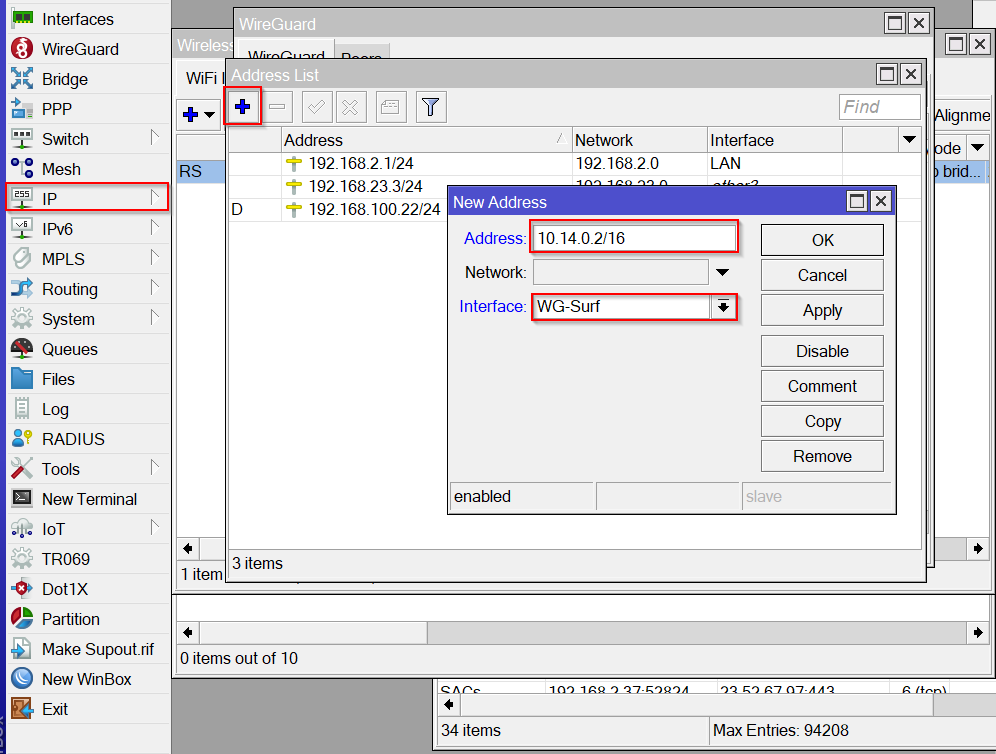 Interfaces
WireGuard
Bridge
PPP
Switch
Mesh
IP
IPv6
MPLS
Routing
System
Queues
Files
Log
RADIUS
Tools
New Terminal
IoT
TR069
Dot1X
Partition
Make Supout.rif
New WinBox
Exit
WireGuard
Wireless
WireGuard Peers
WiFi
Address List
Find
Alignme
Address Network Interface
ode
192.168.2.1/24 192.168.2.0 LAN
RS
brid...
192.168.23.3/24 192.168.23.0 ether3
D 192.168.100.22/24
New Address
Address: 10.14.0.2/16
Network:
Interface: WG-Surf
OK
Cancel
Apply
Disable
Comment
Copy
Remove
enabled slave
3 items
1 item
0 items out of 10
SACs 192.168.2.37:52824 23.52.67.97:443 6 (tcp)
34 items Max Entries: 94208